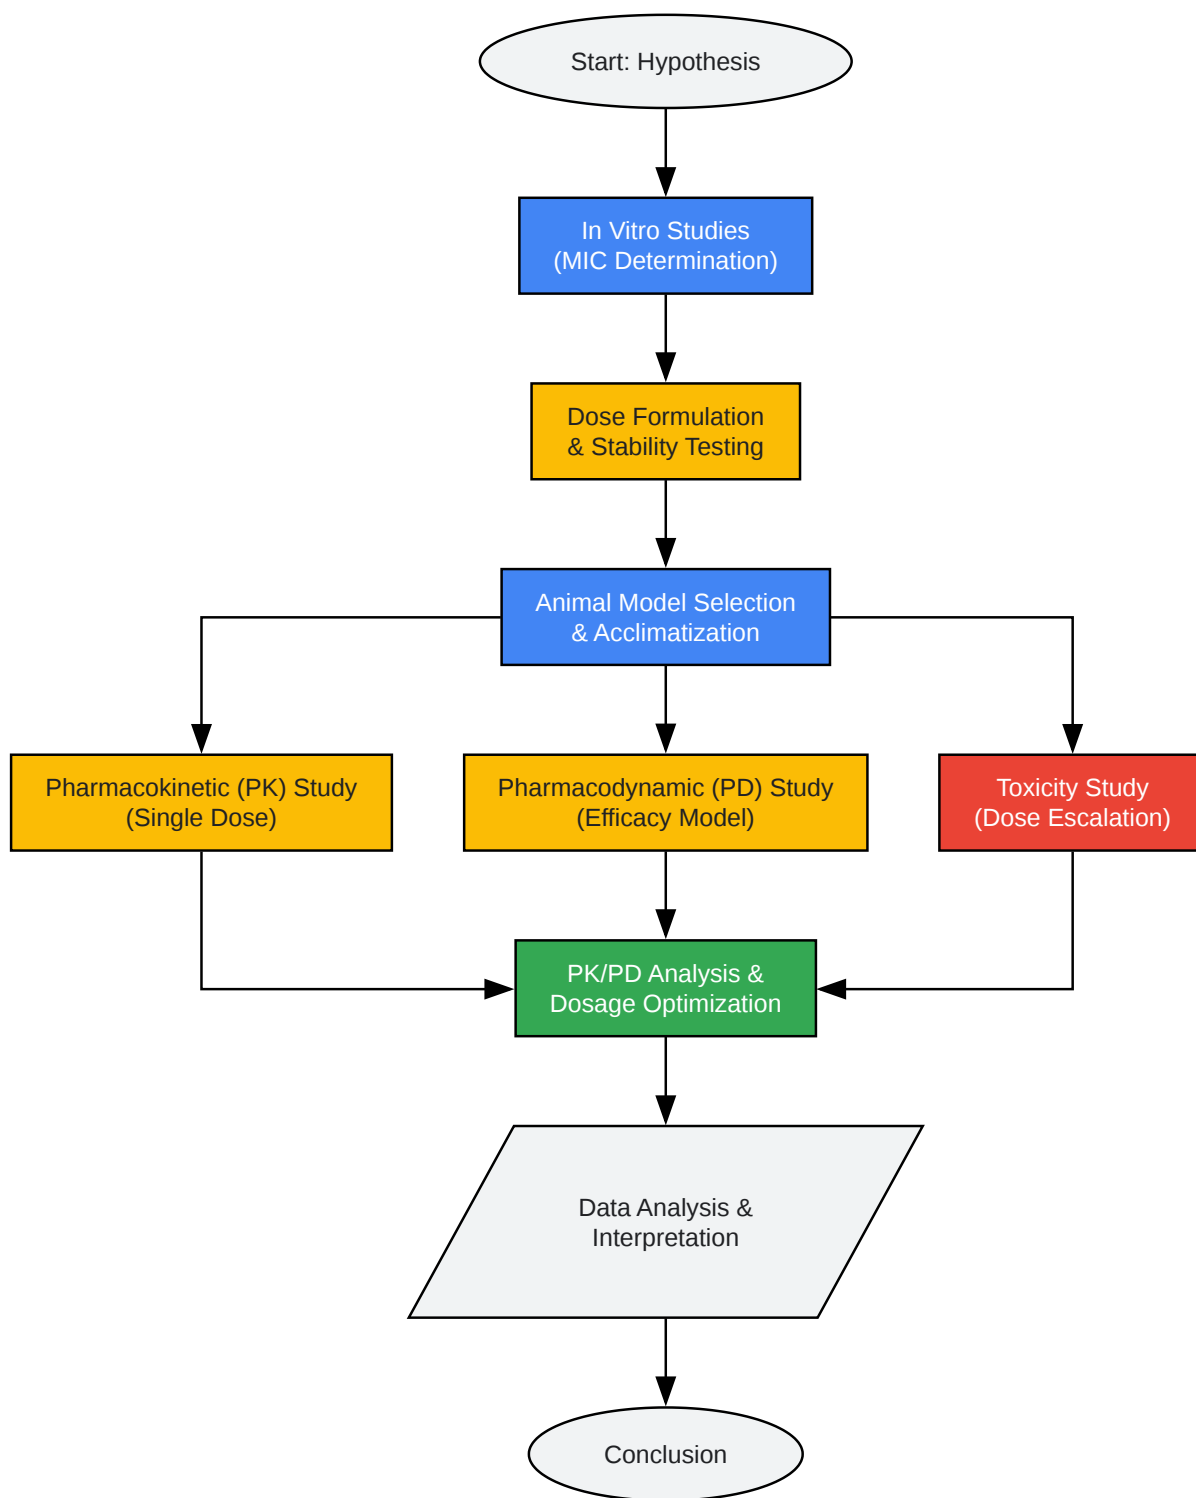 Start: Hypothesis
In Vitro Studies
(MIC Determination)
Dose Formulation
& Stability Testing
Animal Model Selection
& Acclimatization
Pharmacokinetic (PK) Study
(Single Dose)
Pharmacodynamic (PD) Study
(Efficacy Model)
Toxicity Study
(Dose Escalation)
PK/PD Analysis &
Dosage Optimization
Data Analysis &
Interpretation
Conclusion